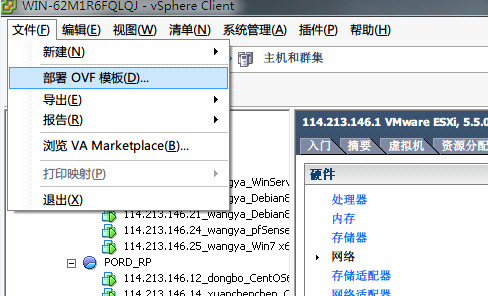 WIN-62M1R6FQLQJ - vSphere Client
文件(F) 编辑(E) 视图(W) 清单(N) 系统管理(A) 插件(P) 帮助(H)
新建(N)
部署 OVF 模板(D)...
导出(E)
报告(R)
浏览 VA Marketplace(B)...
打印映射(P)
退出(X)
主机和群集
114.213.146.1 VMware ESXi, 5.5.0
入门 摘要 虚拟机 资源分配
硬件
处理器
内存
存储器
网络
存储适配器
网络适配器
_wangya_WinServ
_wangya_Debian8
114.213.146.21_wangya_Debian8
114.213.146.24_wangya_pfSense
114.213.146.25_wangya_Win7 x6
PORD_RP
114.213.146.12_dongbo_CentOS6
114.213.146.14_xuanchenchen_C